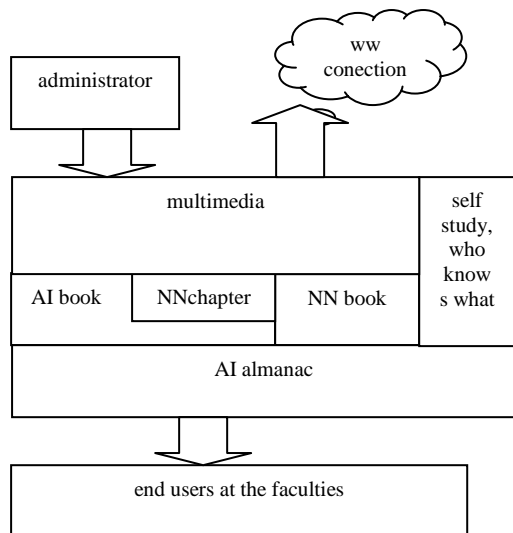 ww
conection
administrator
multimedia
self
study,
who
know
s what
AI book
NNchapter
NN book
AI almanac
end users at the faculties